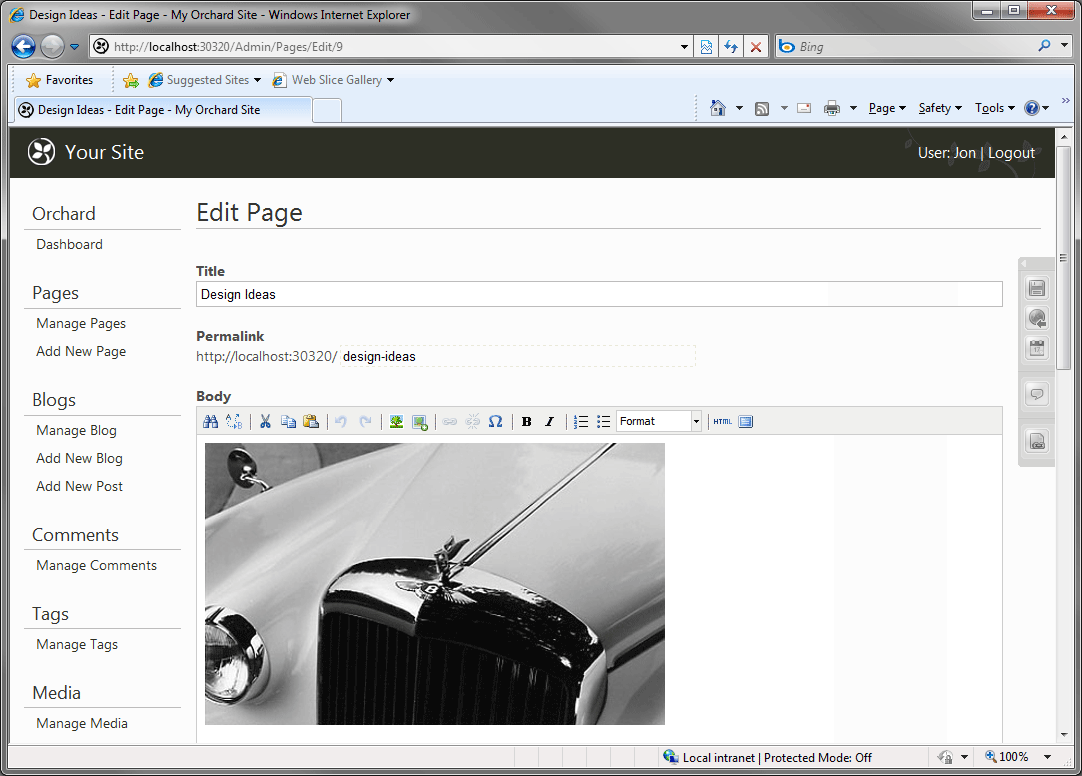 Design Ideas - Edit Page - My Orchard Site - Windows Internet Explorer
http://localhost:30320/Admin/Pages/Edit/9
Bing
Favorites
Suggested Sites
Web Slice Gallery
Design Ideas - Edit Page - My Orchard Site
Page
Safety
Tools
Your Site
User: Jon | Logout
Orchard
Dashboard
Pages
Manage Pages
Add New Page
Blogs
Manage Blog
Add New Blog
Add New Post
Comments
Manage Comments
Tags
Manage Tags
Media
Manage Media
Edit Page
Title
Design Ideas
Permalink
http://localhost:30320/ design-ideas
Body
B I Format HTML
B
Local intranet | Protected Mode: Off
100%